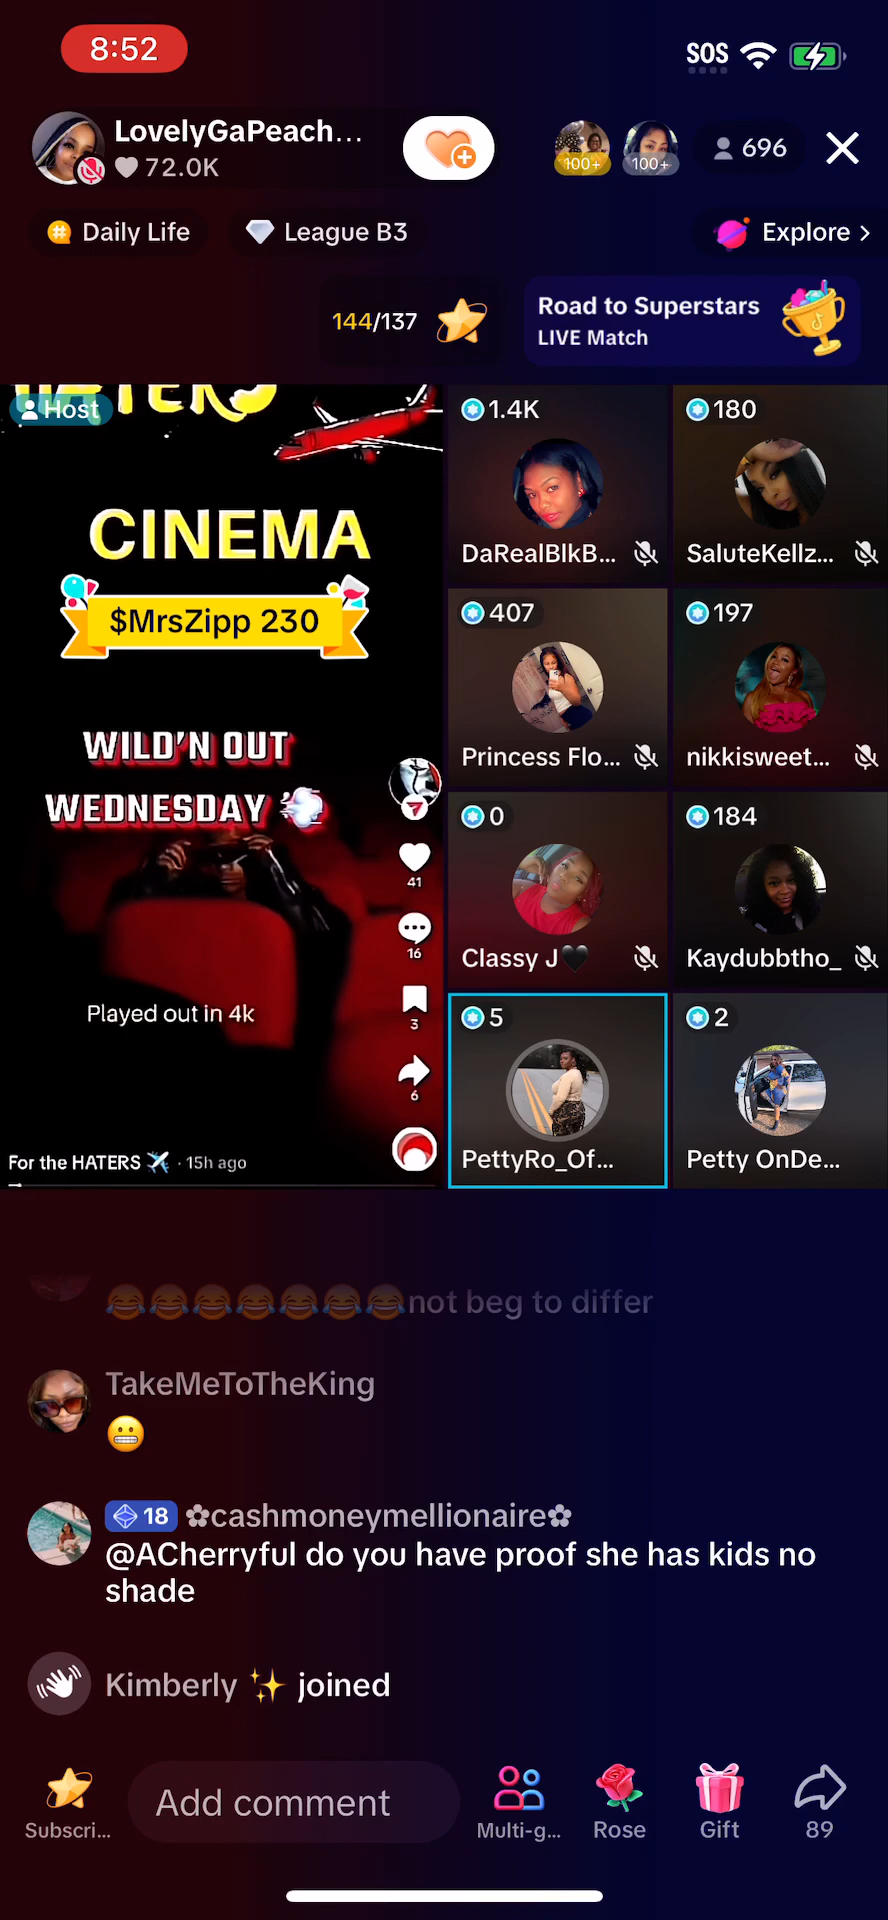 8:52
SOS
LovelyGaPeach...
72.0K
100+
100+
696
Daily Life
League B3
Explore >
144/137
Road to Superstars
LIVE Match
HATERS
Host
CINEMA
$MrsZipp 230
WILD'N OUT
WEDNESDAY
41
16
3
6
Played out in 4k
For the HATERS ✈️ · 15h ago
1.4K
DaRealBlkB...
180
SaluteKellz...
407
Princess Flo...
197
nikkisweet...
0
Classy J🖤
184
Kaydubbtho_
5
PettyRo_Of...
2
Petty OnDe...
😂😂😂😂😂😂😂not beg to differ
TakeMeToTheKing
😬
18 ✿cashmoneymellionaire✿
@ACherryful do you have proof she has kids no
shade
Kimberly ✨ joined
Subscri...
Add comment
Multi-g...
Rose
Gift
89